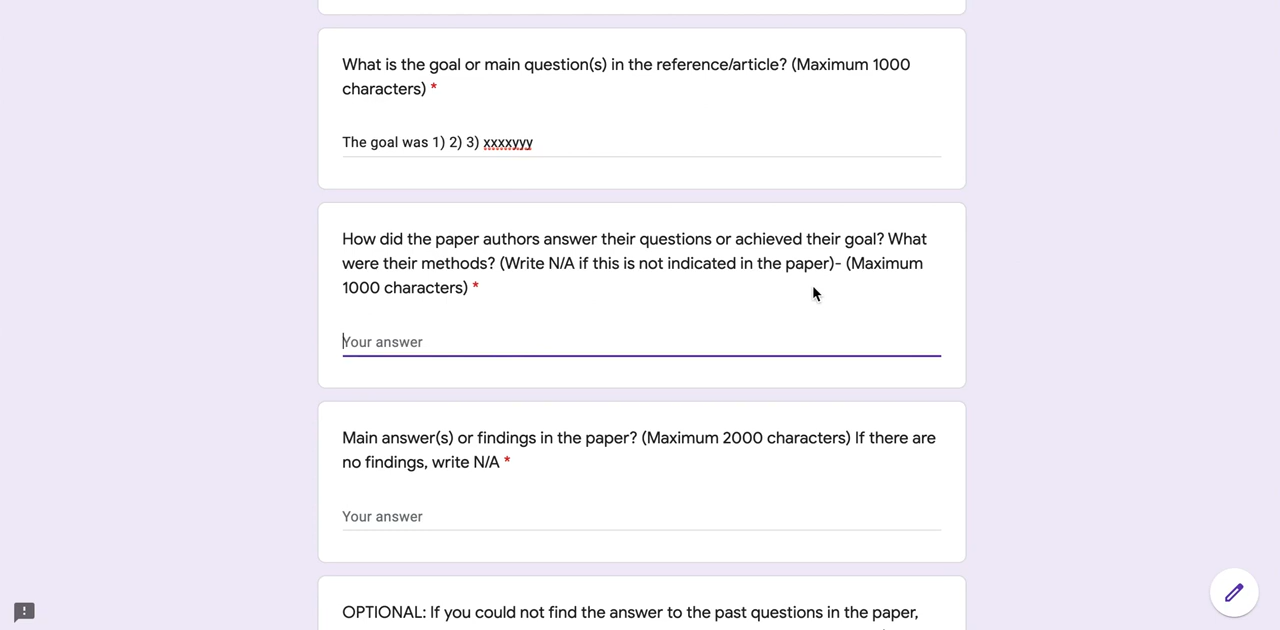 What is the goal or main question(s) in the reference/article? (Maximum 1000
characters) *
The goal was 1) 2) 3) xxxxyyy
How did the paper authors answer their questions or achieved their goal? What
were their methods? (Write N/A if this is not indicated in the paper)- (Maximum
1000 characters) *
Your answer
Main answer(s) or findings in the paper? (Maximum 2000 characters) If there are
no findings, write N/A *
Your answer
OPTIONAL: If you could not find the answer to the past questions in the paper,